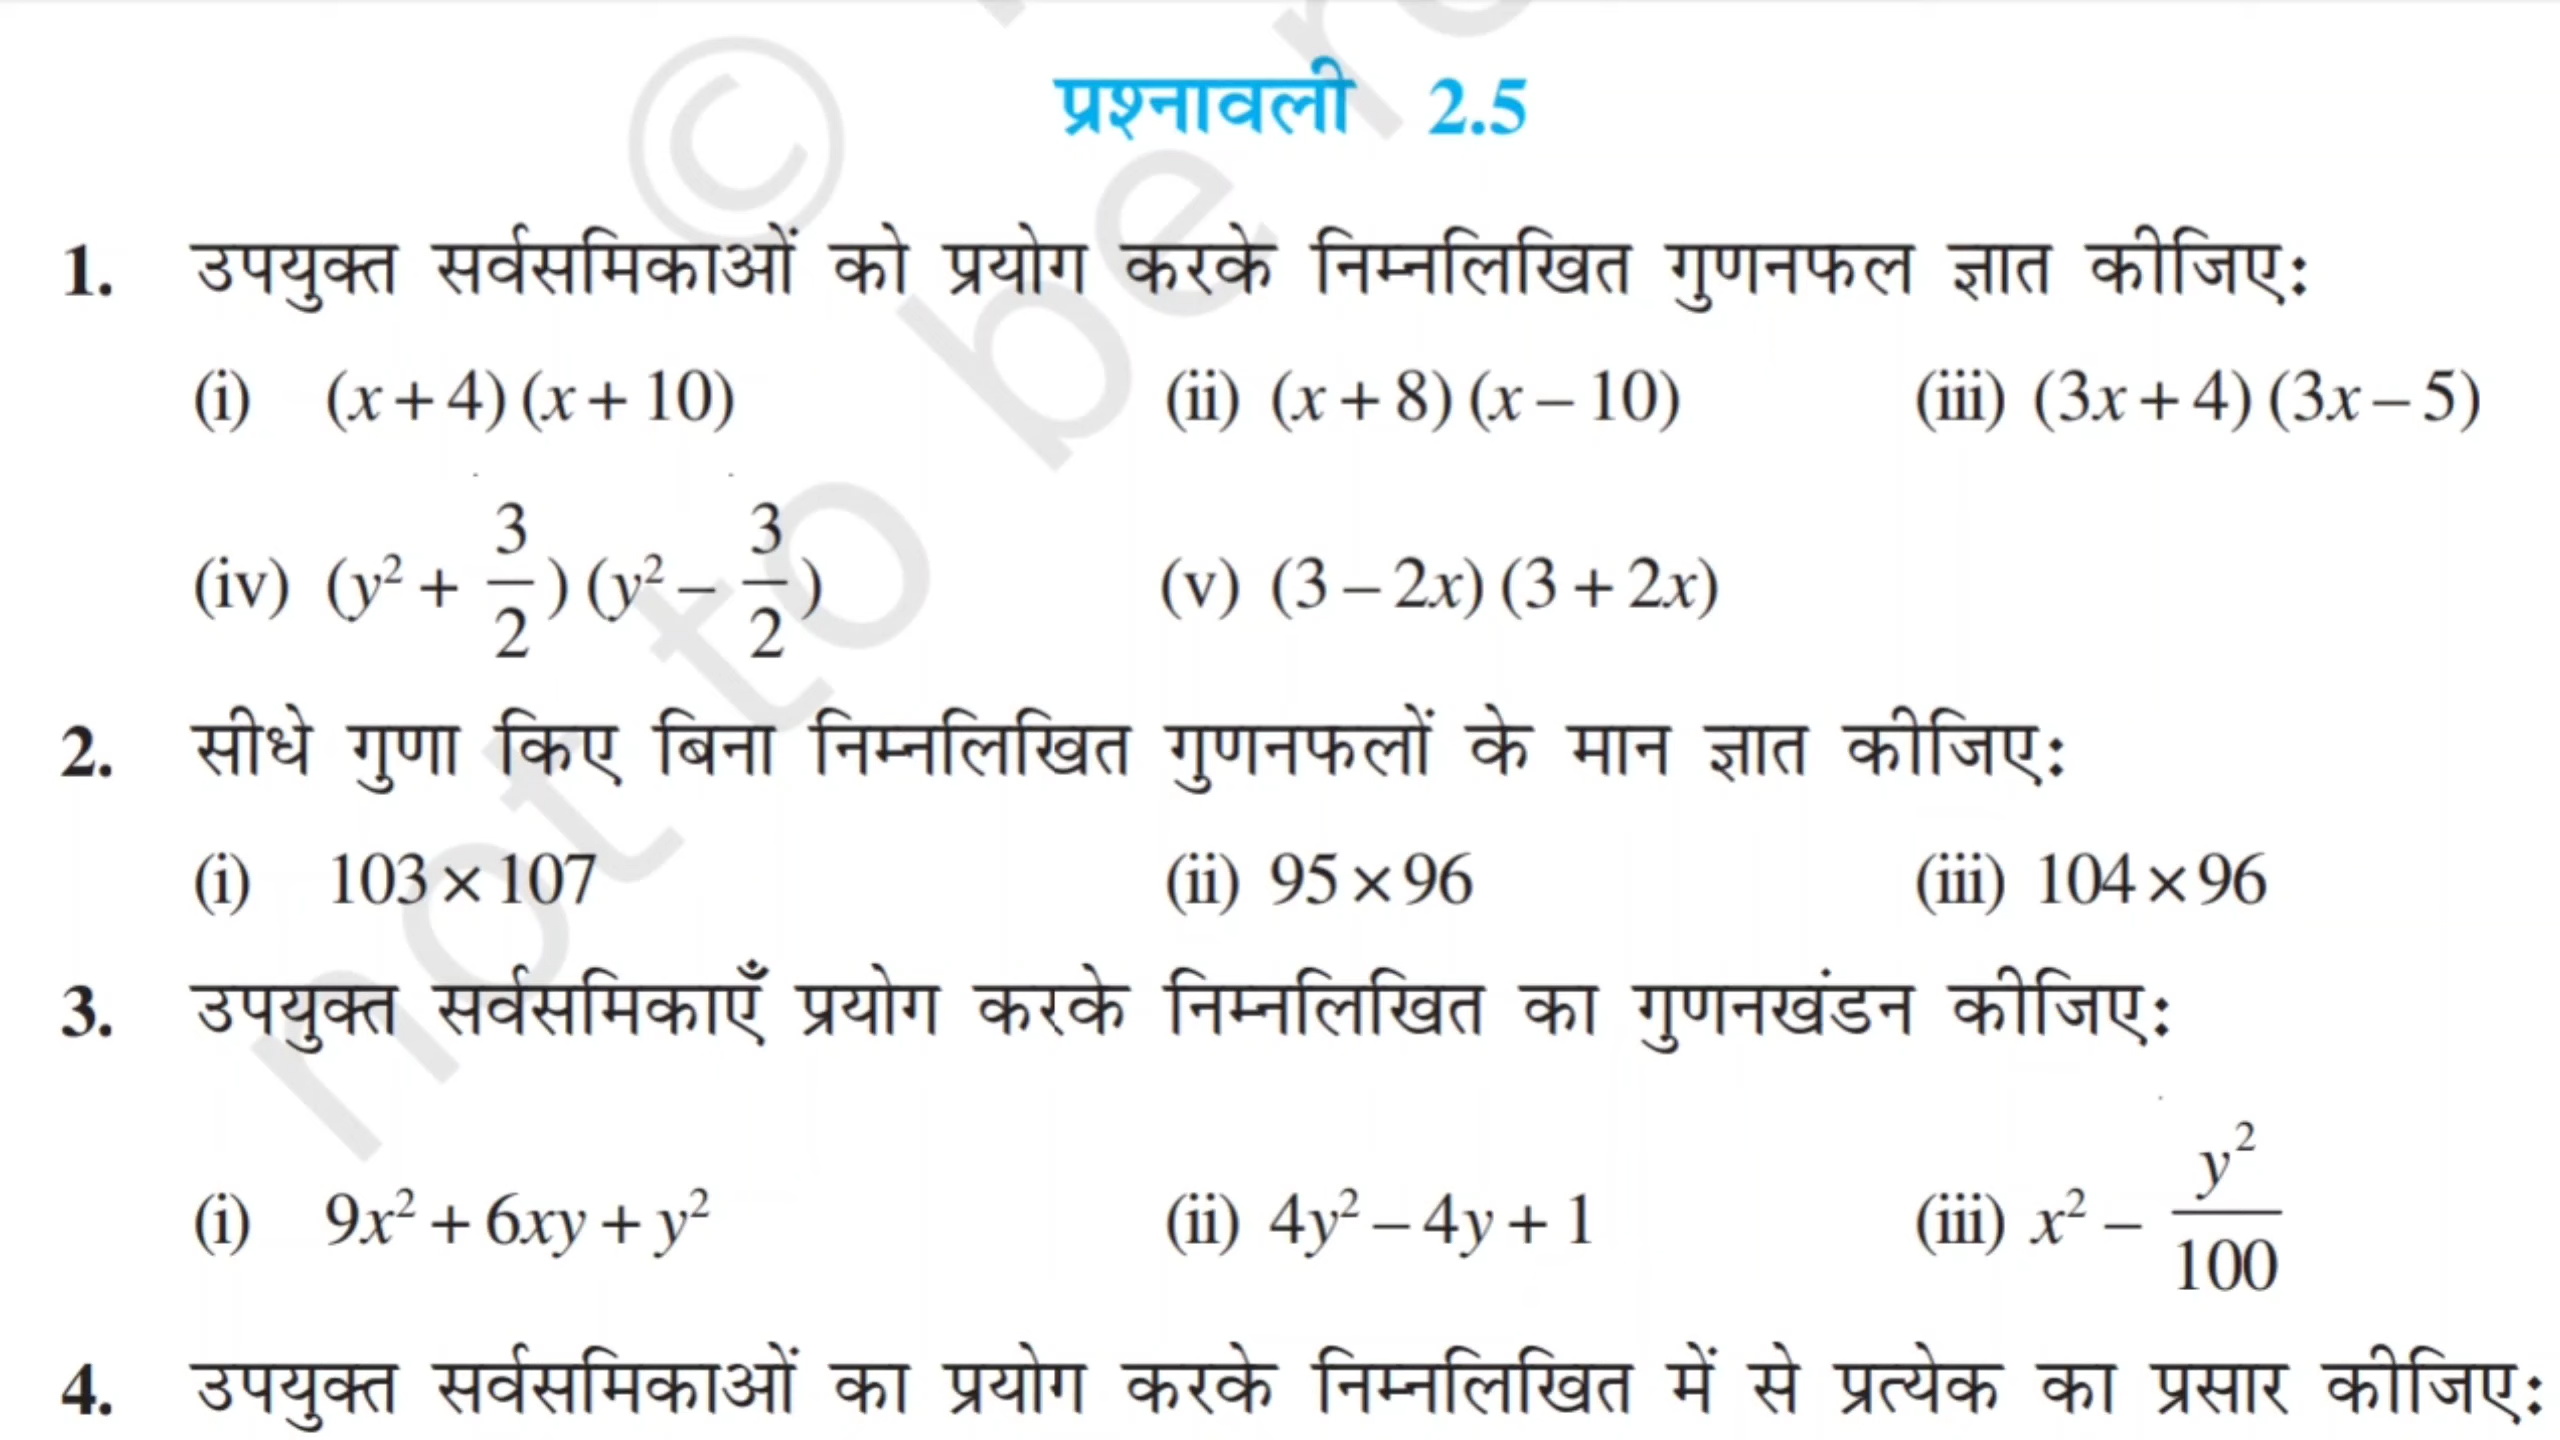 प्रश्नावली 2.5
1. उपयुक्त सर्वसमिकाओं को प्रयोग करके निम्नलिखित गुणनफल ज्ञात कीजिए:
(i) (x + 4) (x + 10) (ii) (x + 8) (x – 10) (iii) (3x + 4) (3x – 5)
(iv) (y² + 3/2) (y² – 3/2) (v) (3 – 2x) (3 + 2x)
2. सीधे गुणा किए बिना निम्नलिखित गुणनफलों के मान ज्ञात कीजिए:
(i) 103 × 107 (ii) 95 × 96 (iii) 104 × 96
3. उपयुक्त सर्वसमिकाएँ प्रयोग करके निम्नलिखित का गुणनखंडन कीजिए:
(i) 9x² + 6xy + y² (ii) 4y² – 4y + 1 (iii) x² – y²/100
4. उपयुक्त सर्वसमिकाओं का प्रयोग करके निम्नलिखित में से प्रत्येक का प्रसार कीजिए:
©
not to be